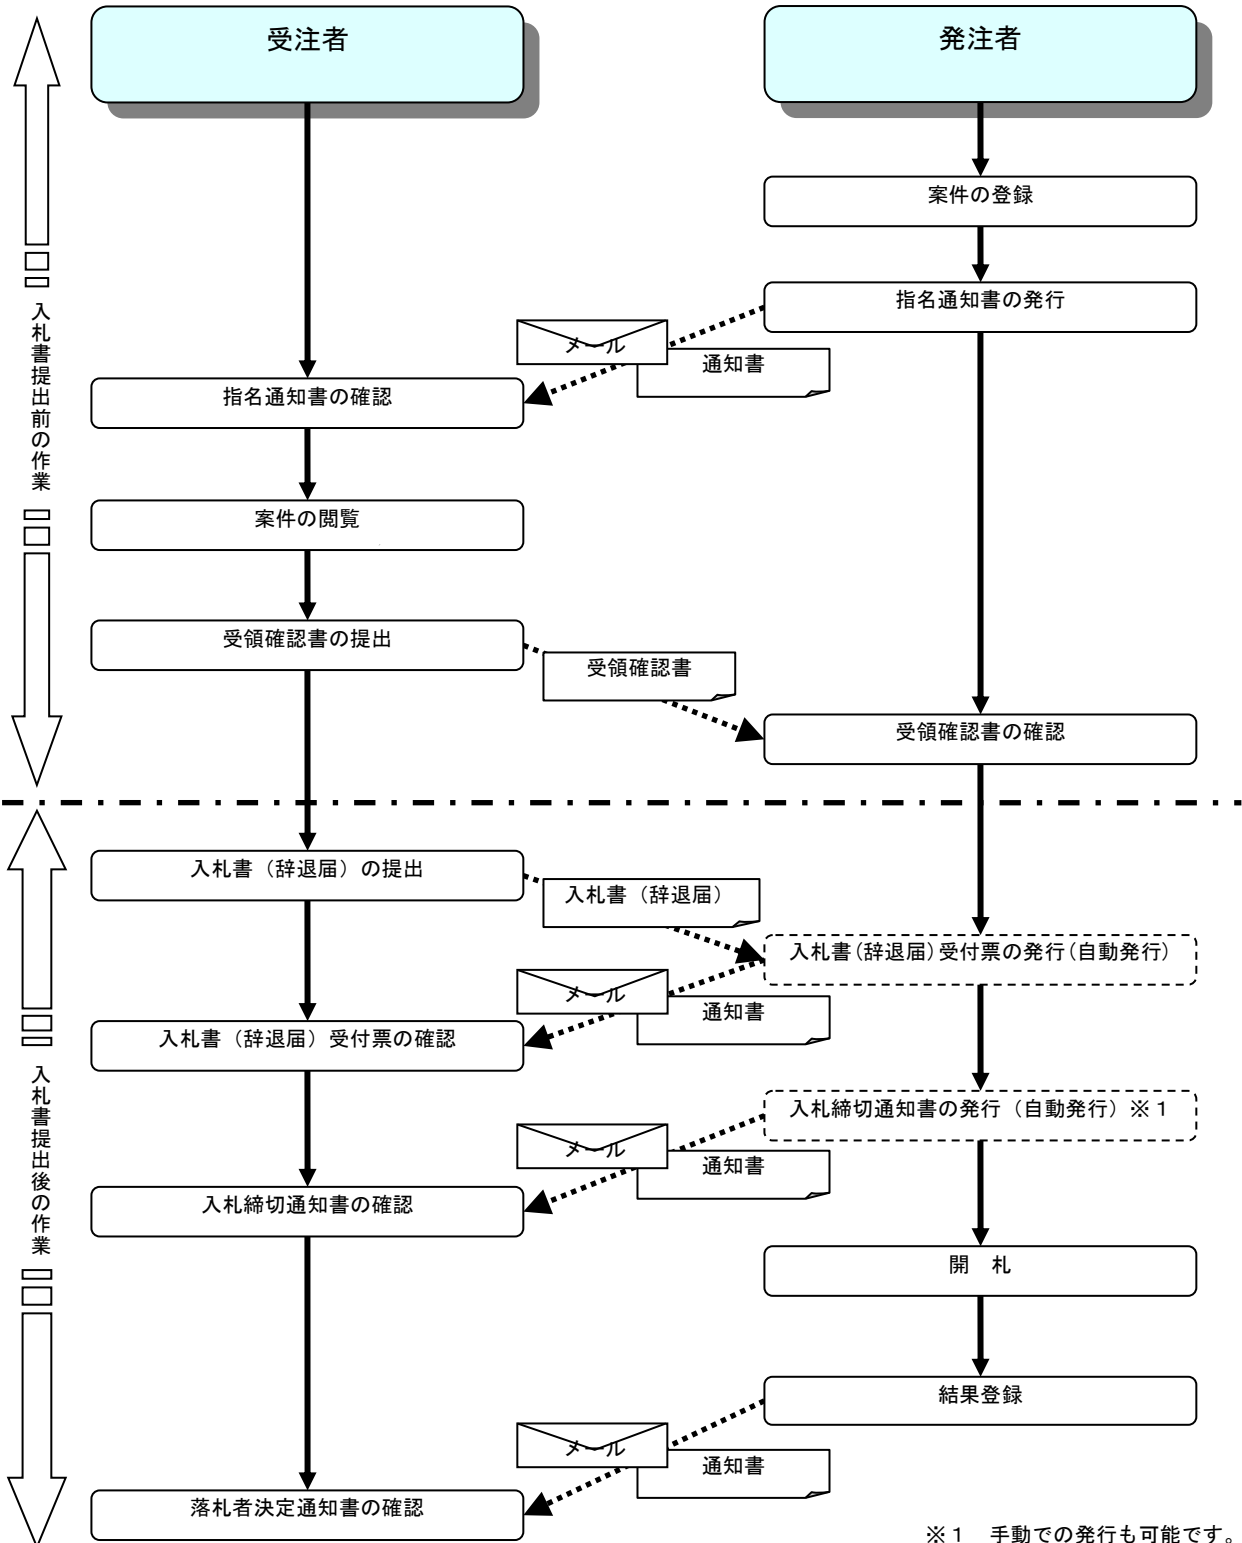 受注者
発注者
案件の登録
指名通知書の発行
メール
通知書
指名通知書の確認
入札書提出前の作業
案件の閲覧
受領確認書の提出
受領確認書
受領確認書の確認
入札書（辞退届）の提出
入札書（辞退届）
入札書(辞退届)受付票の発行(自動発行)
メール
通知書
入札書（辞退届）受付票の確認
入札書提出後の作業
入札締切通知書の発行（自動発行）※１
メール
通知書
入札締切通知書の確認
開　札
結果登録
メール
通知書
落札者決定通知書の確認
※１　手動での発行も可能です。